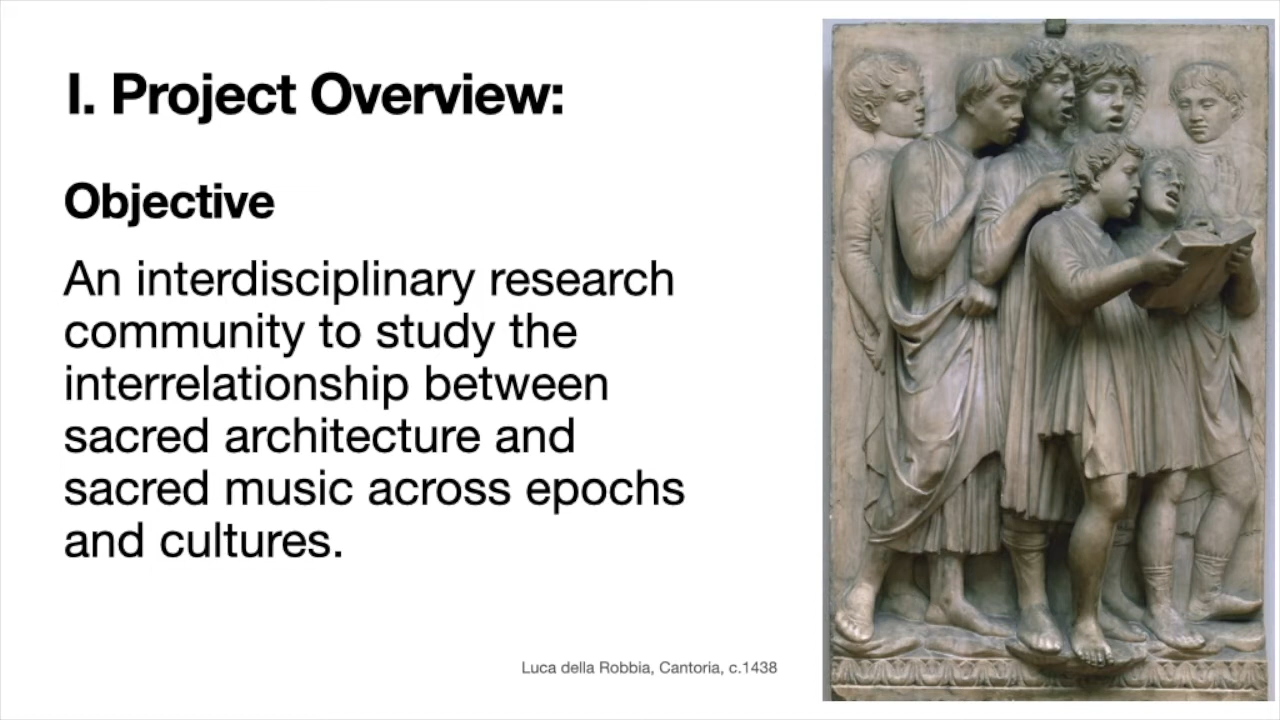 I. Project Overview:
Objective
An interdisciplinary research
community to study the
interrelationship between
sacred architecture and
sacred music across epochs
and cultures.
Luca della Robbia, Cantoria, c.1438